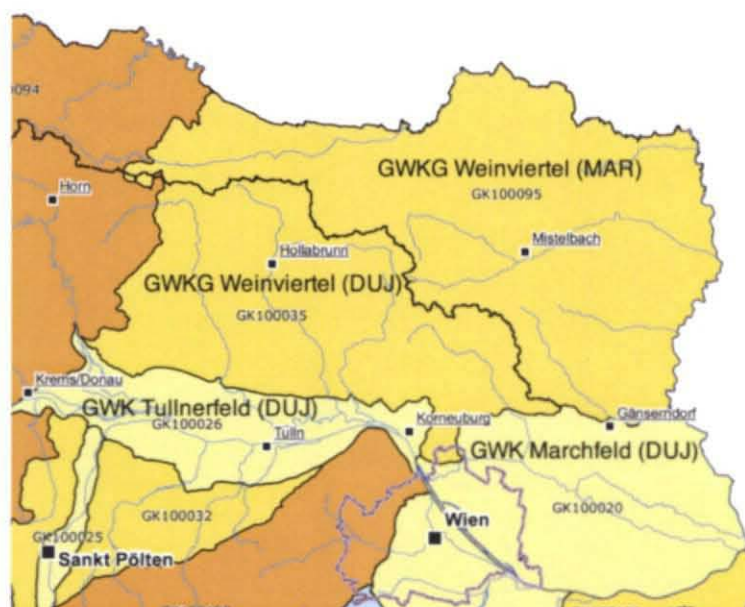 0094
GWKG Weinviertel (MAR)
GK100095
Horn
Mistelbach
Hollabrunn
GWKG Weinviertel (DUJ)
GK100035
Krems/Donau
GWK Tullnerfeld (DUJ)
GK100026
Korneuburg
Gänserndorf
Tulln
GWK Marchfeld (DUJ)
GK100020
GK100032
Wien
GK100025
Sankt Pölten